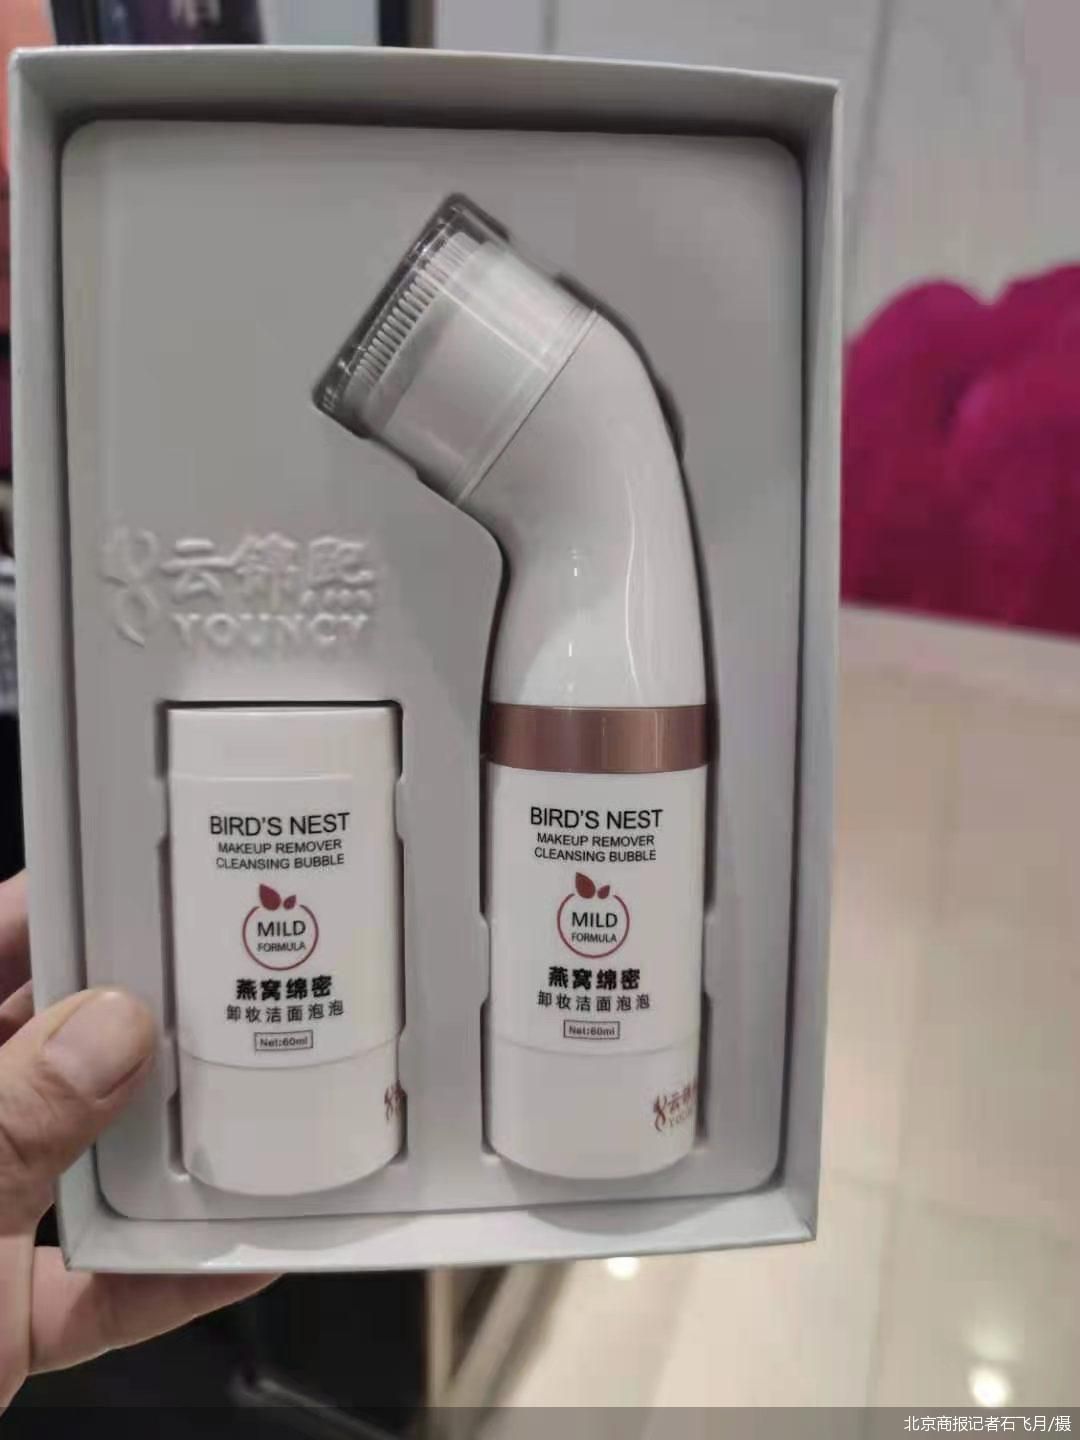 云锦熙
YOUNCY
BIRD'S NEST
MAKEUP REMOVER
CLEANSING BUBBLE
MILD
FORMULA
燕窝绵密
卸妆洁面泡泡
Net:60ml
BIRD'S NEST
MAKEUP REMOVER
CLEANSING BUBBLE
MILD
FORMULA
燕窝绵密
卸妆洁面泡泡
Net:60ml
云锦
北京商报记者石飞月/摄